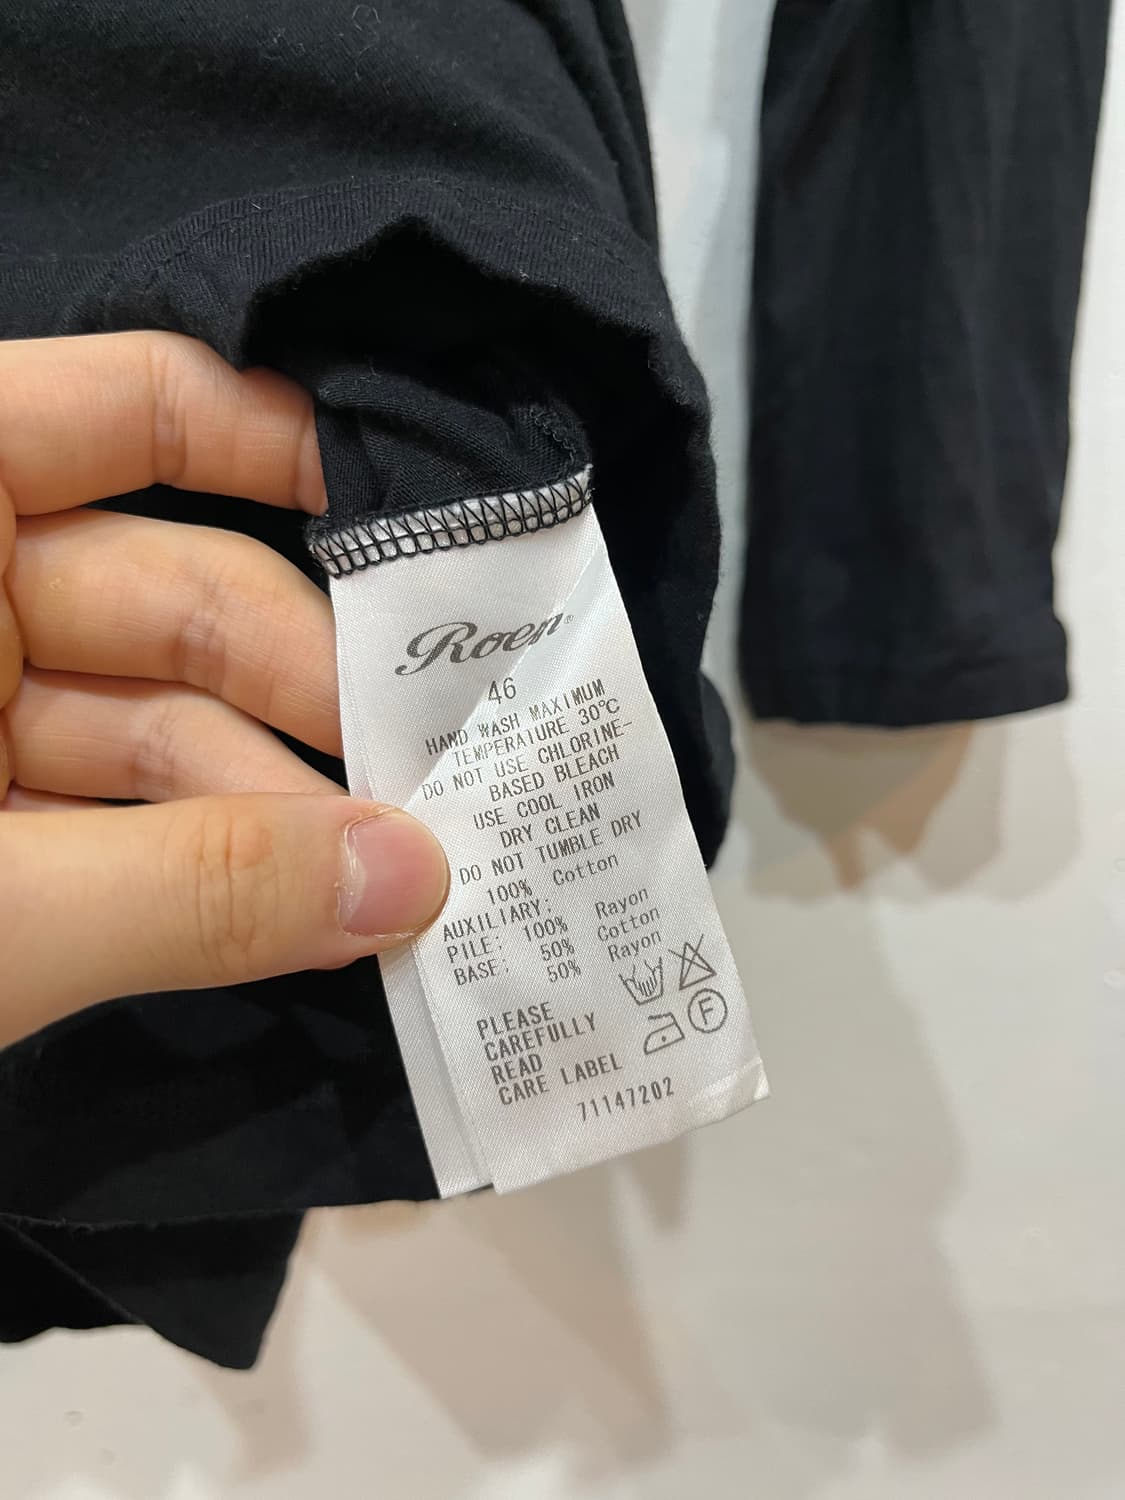 Roen®
46
HAND WASH MAXIMUM
TEMPERATURE 30℃
DO NOT USE CHLORINE-
BASED BLEACH
USE COOL IRON
DRY CLEAN
DO NOT TUMBLE DRY
100% Cotton
AUXILIARY:
PILE: 100% Rayon
BASE: 50% Cotton
50% Rayon
PLEASE
CAREFULLY
READ
CARE LABEL
F
71147202